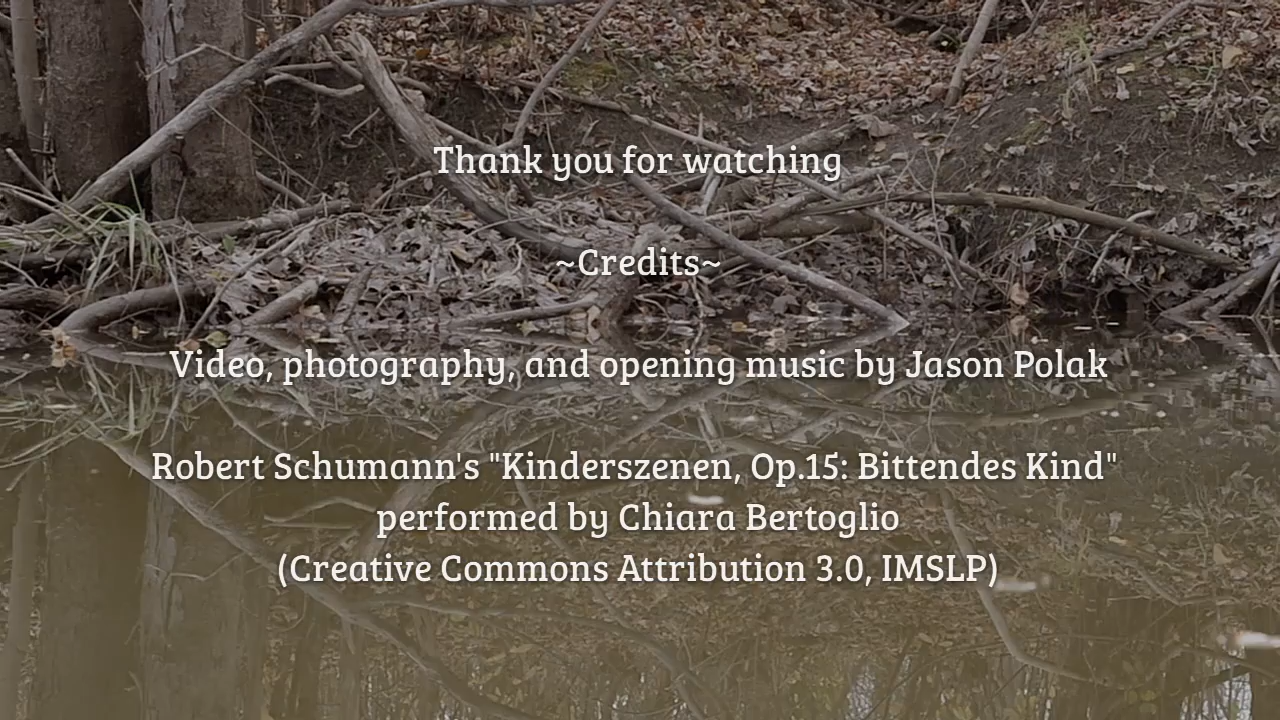 Thank you for watching
~Credits~
Video, photography, and opening music by Jason Polak
Robert Schumann's "Kinderszenen, Op.15: Bittendes Kind"
performed by Chiara Bertoglio
(Creative Commons Attribution 3.0, IMSLP)